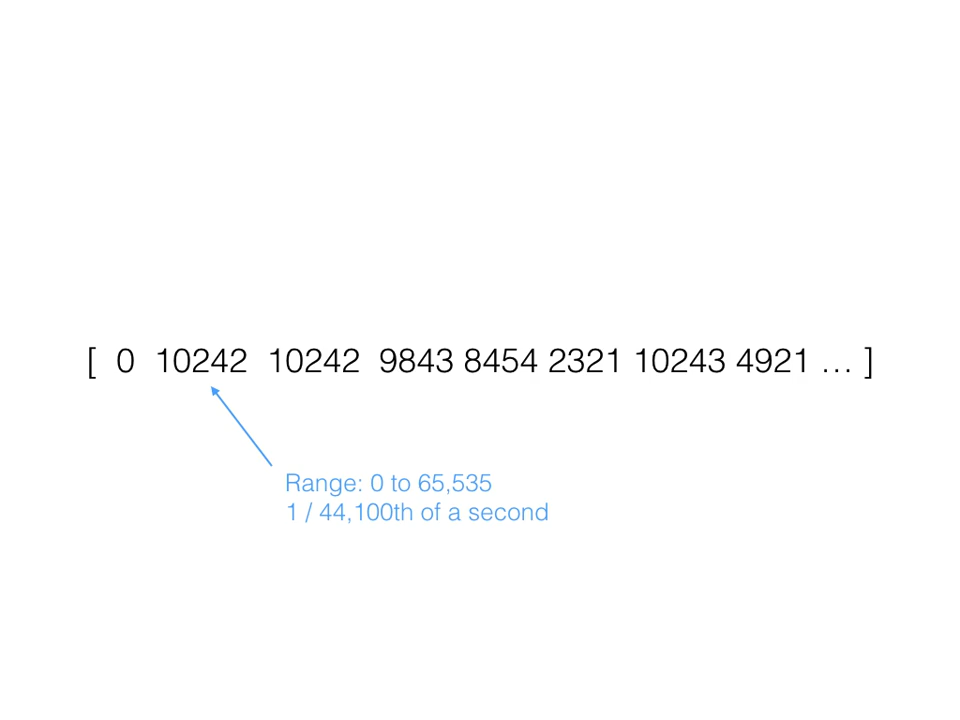 [ 0 10242 10242 9843 8454 2321 10243 4921 … ]
Range: 0 to 65,535
1 / 44,100th of a second